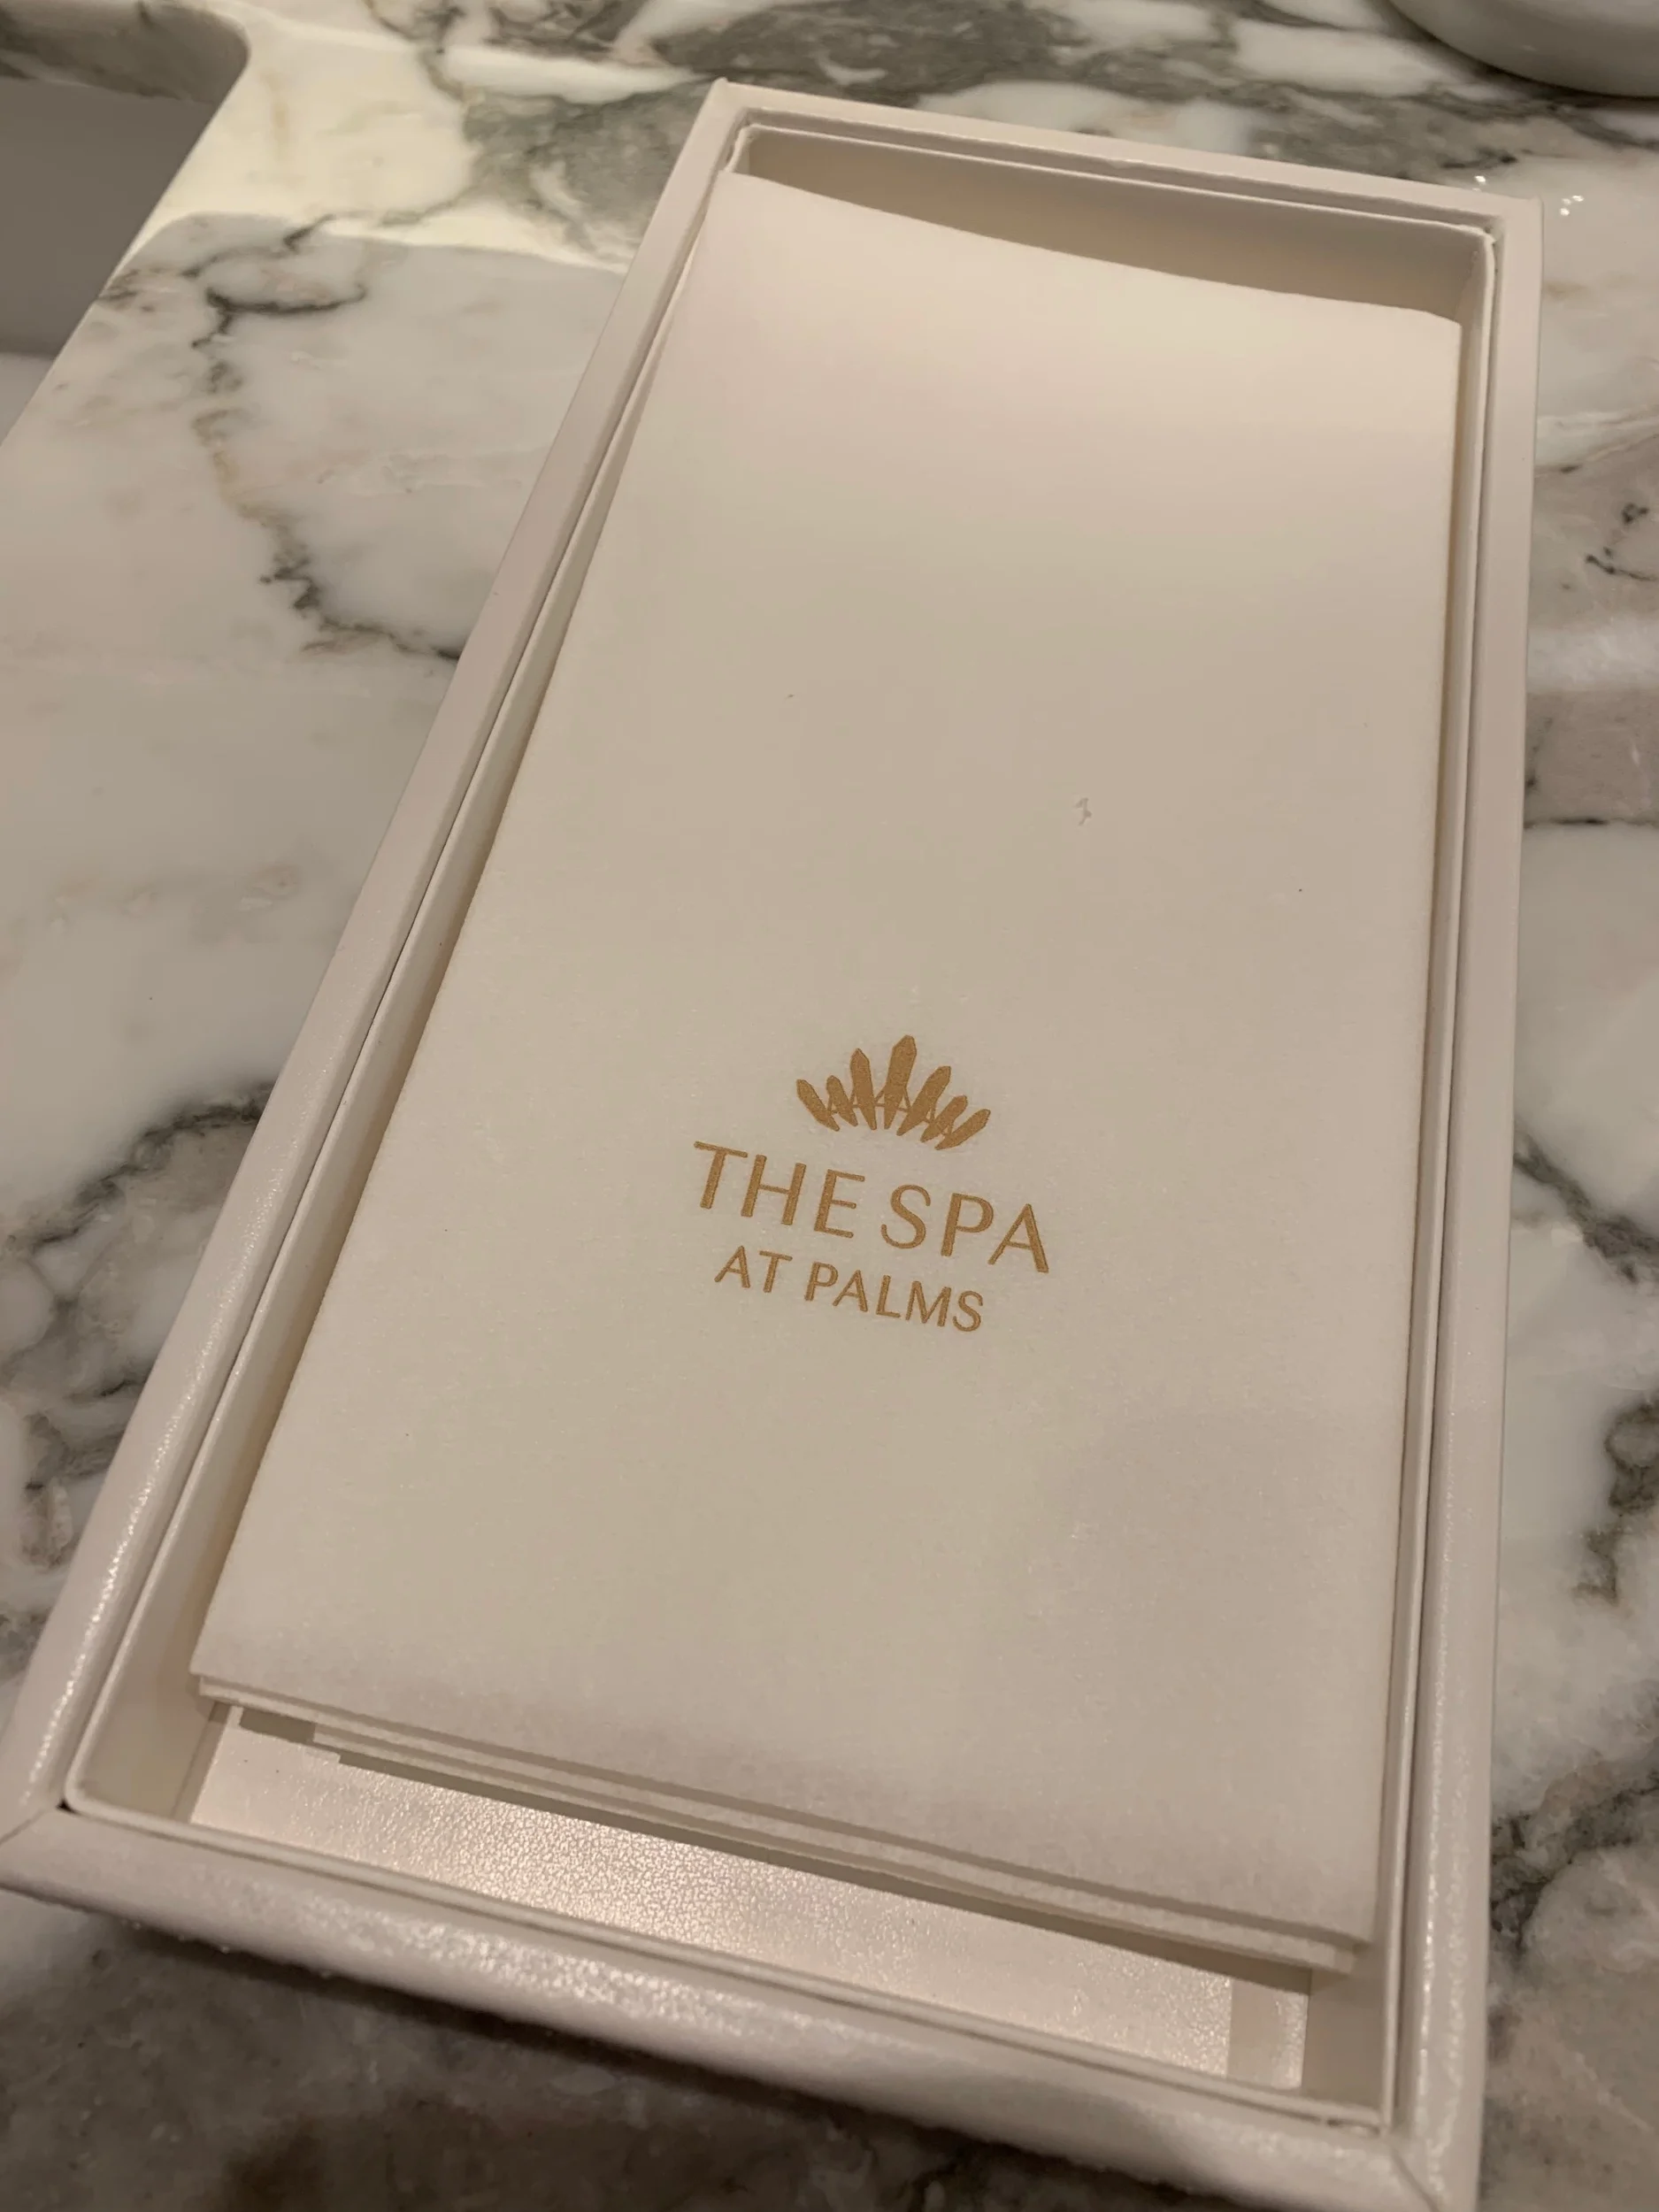 THE SPA
AT PALMS